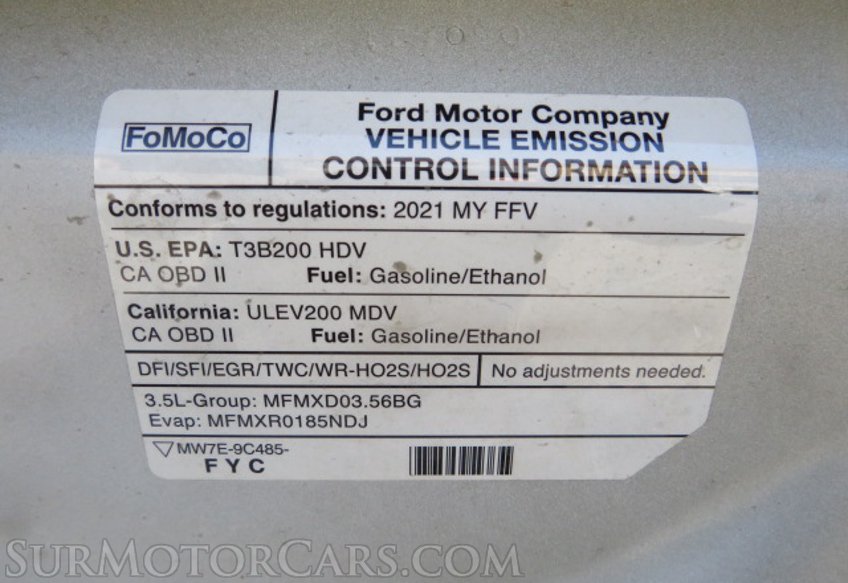 FoMoCo
Ford Motor Company
VEHICLE EMISSION
CONTROL INFORMATION
Conforms to regulations: 2021 MY FFV
U.S. EPA: T3B200 HDV
CA OBD II Fuel: Gasoline/Ethanol
California: ULEV200 MDV
CA OBD II Fuel: Gasoline/Ethanol
DFI/SFI/EGR/TWC/WR-HO2S/HO2S No adjustments needed.
3.5L-Group: MFMXD03.56BG
Evap: MFMXR0185NDJ
MW7E-9C485-
F Y C
SurMotorCars.com